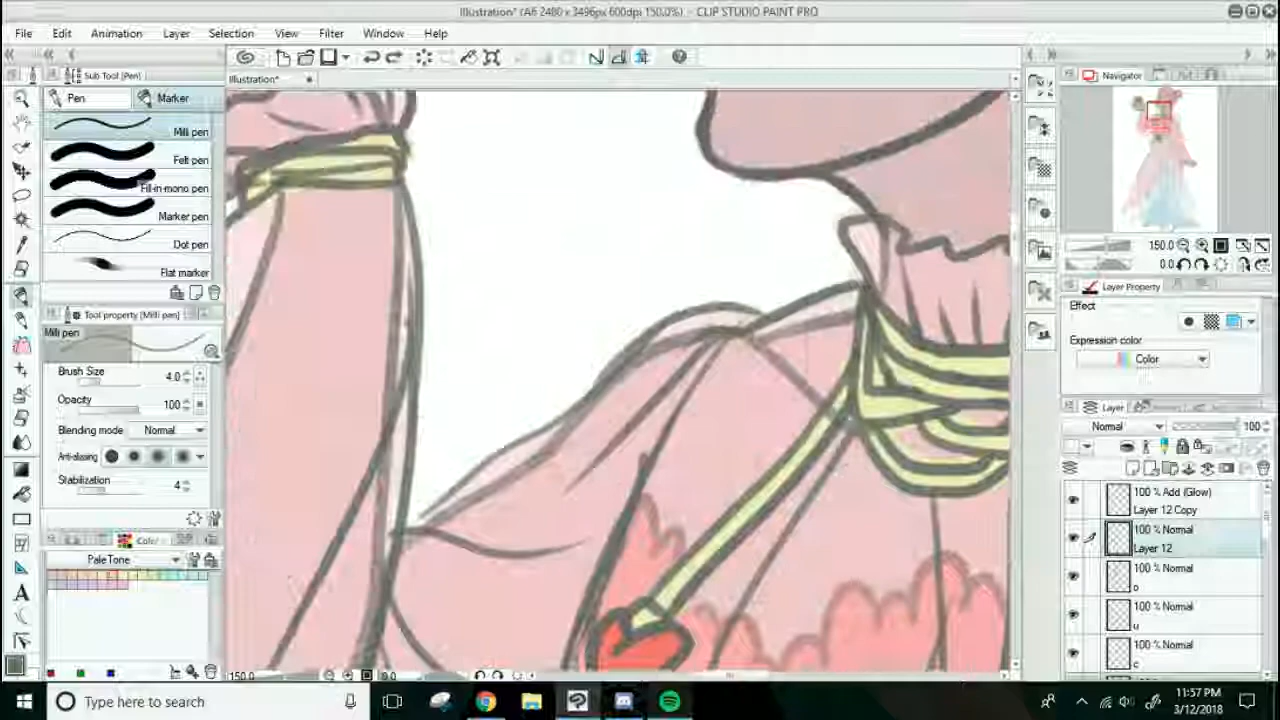 Illustration* (A6 2480 x 3496px 600dpi 150.0%) - CLIP STUDIO PAINT PRO
File Edit Animation Layer Selection View Filter Window Help
Sub Tool [Pen]
Illustration*
Navigator
Pen Marker
Milli pen
Felt pen
Fill-in-mono pen
Marker pen
Dot pen
Flat marker
Tool property [Milli pen]
Milli pen
Brush Size 4.0
Opacity 100
Blending mode Normal
Anti-aliasing
Stabilization 4
PaleTone
150.0
0.0
Layer Property
Effect
Expression color
Color
Layer
Normal 100
100 % Add (Glow)
Layer 12 Copy
100 % Normal
Layer 12
100 % Normal
o
100 % Normal
u
100 % Normal
c
150.0 0.0
Type here to search
11:57 PM
3/12/2018